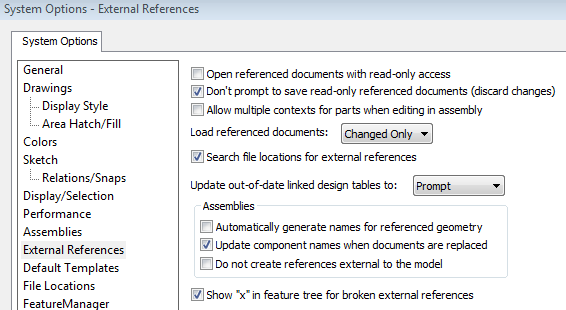 System Options - External References
System Options
General
Drawings
Display Style
Area Hatch/Fill
Colors
Sketch
Relations/Snaps
Display/Selection
Performance
Assemblies
External References
Default Templates
File Locations
FeatureManager
Open referenced documents with read-only access
Don't prompt to save read-only referenced documents (discard changes)
Allow multiple contexts for parts when editing in assembly
Load referenced documents: Changed Only
Search file locations for external references
Update out-of-date linked design tables to: Prompt
Assemblies
Automatically generate names for referenced geometry
Update component names when documents are replaced
Do not create references external to the model
Show "x" in feature tree for broken external references